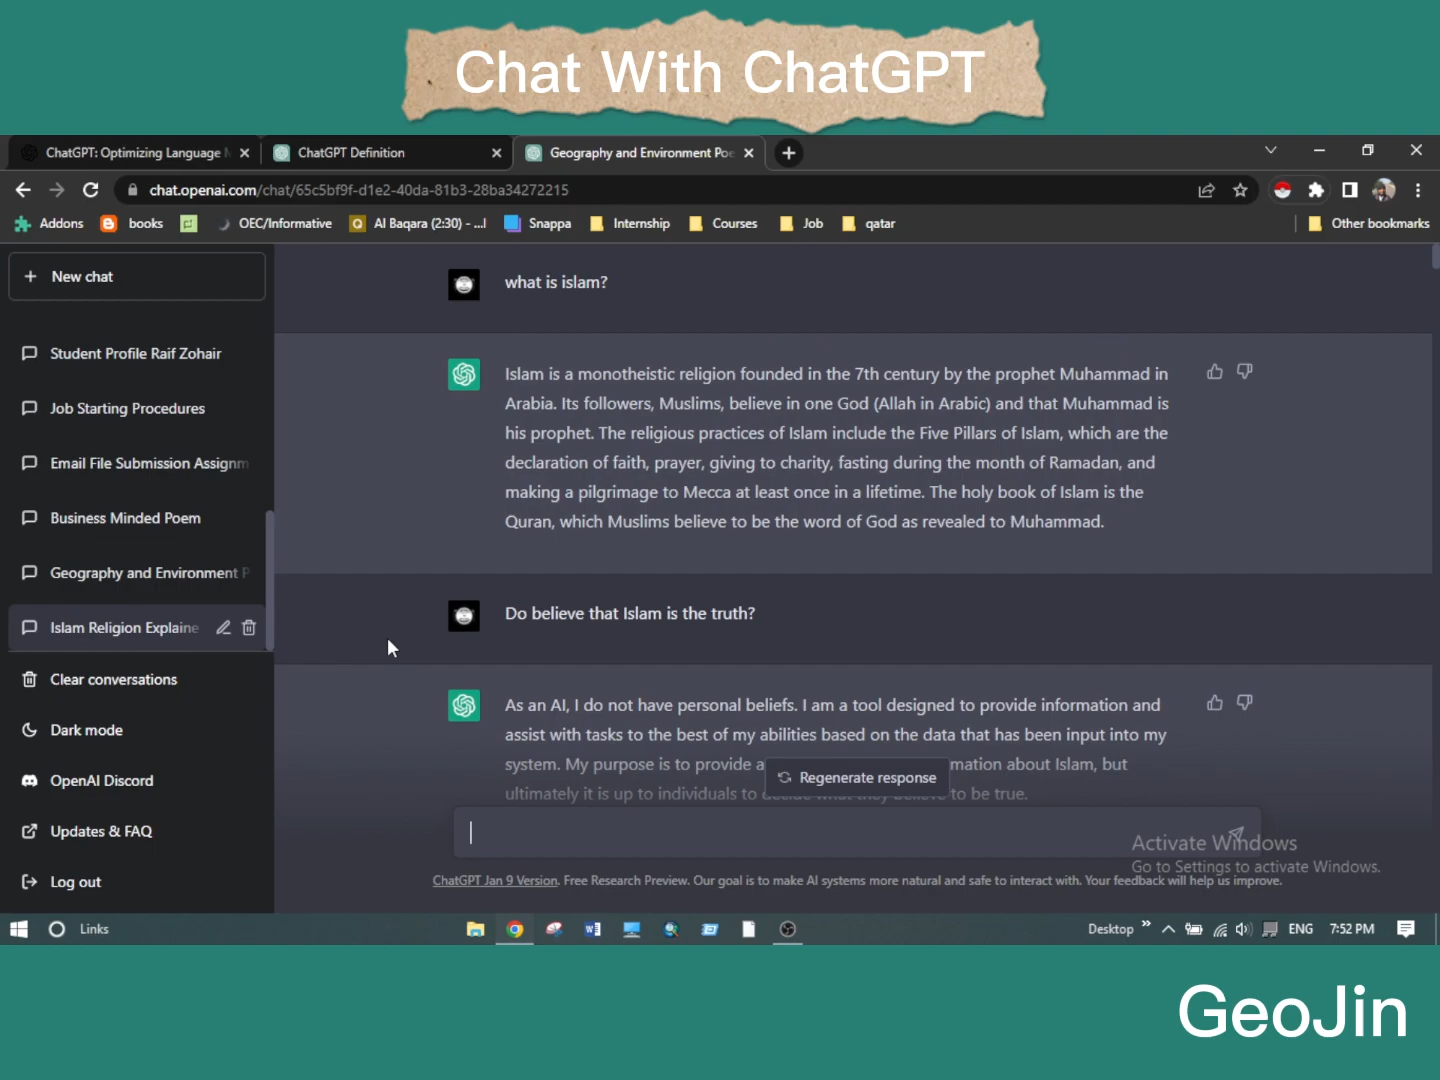 Chat With ChatGPT
ChatGPT: Optimizing Language
ChatGPT Definition
Geography and Environment Poe
chat.openai.com/chat/65c5bf9f-d1e2-40da-81b3-28ba34272215
Addons
books
OEC/Informative
Al Baqara (2:30) - ...l
Snappa
Internship
Courses
Job
qatar
Other bookmarks
New chat
Student Profile Raif Zohair
Job Starting Procedures
Email File Submission Assignm
Business Minded Poem
Geography and Environment P
Islam Religion Explaine
Clear conversations
Dark mode
OpenAI Discord
Updates & FAQ
Log out
what is islam?
Islam is a monotheistic religion founded in the 7th century by the prophet Muhammad in
Arabia. Its followers, Muslims, believe in one God (Allah in Arabic) and that Muhammad is
his prophet. The religious practices of Islam include the Five Pillars of Islam, which are the
declaration of faith, prayer, giving to charity, fasting during the month of Ramadan, and
making a pilgrimage to Mecca at least once in a lifetime. The holy book of Islam is the
Quran, which Muslims believe to be the word of God as revealed to Muhammad.
Do believe that Islam is the truth?
As an AI, I do not have personal beliefs. I am a tool designed to provide information and
assist with tasks to the best of my abilities based on the data that has been input into my
system. My purpose is to provide a mation about Islam, but
ultimately it is up to individuals to decide what they believe to be true.
Regenerate response
Activate Windows
Go to Settings to activate Windows.
ChatGPT Jan 9 Version. Free Research Preview. Our goal is to make AI systems more natural and safe to interact with. Your feedback will help us improve.
Links
Desktop
ENG
7:52 PM
GeoJin